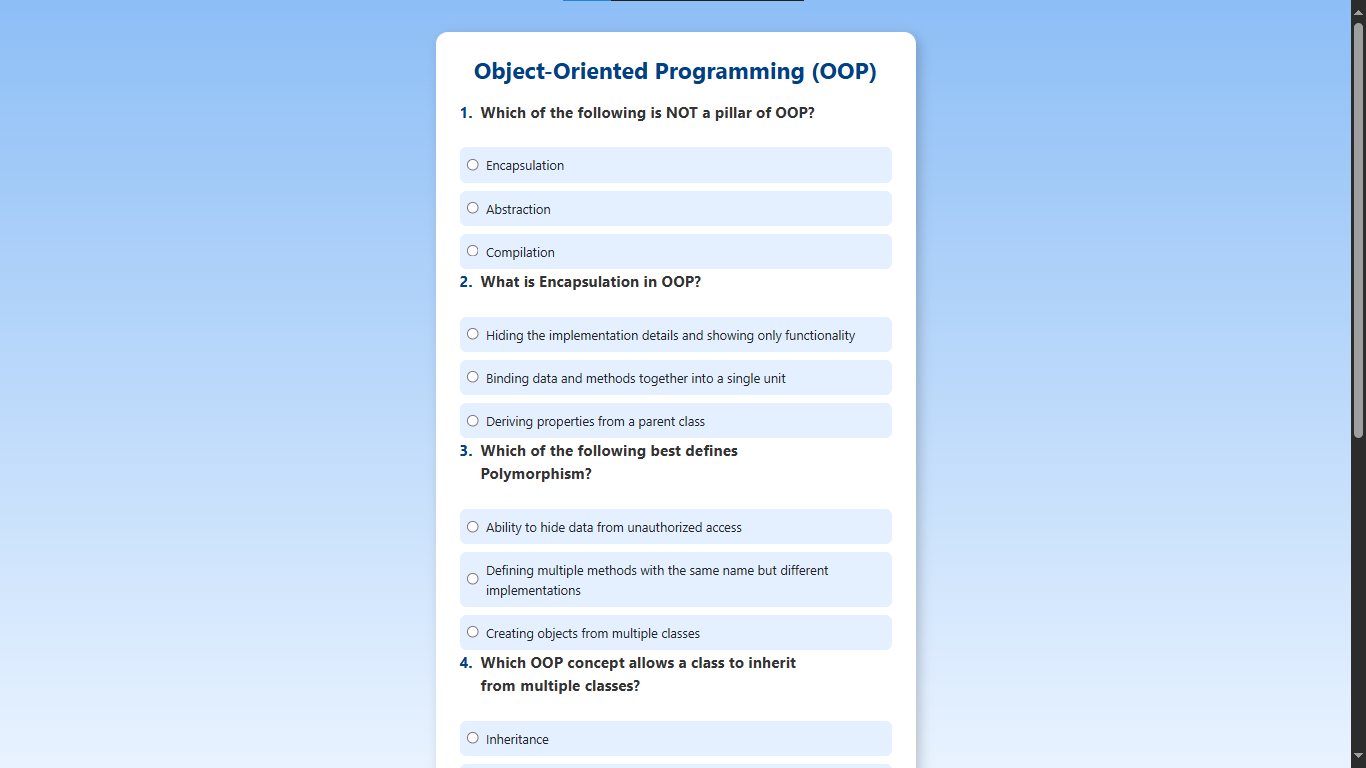 Object-Oriented Programming (OOP)
1. Which of the following is NOT a pillar of OOP?
Encapsulation
Abstraction
Compilation
2. What is Encapsulation in OOP?
Hiding the implementation details and showing only functionality
Binding data and methods together into a single unit
Deriving properties from a parent class
3. Which of the following best defines
Polymorphism?
Ability to hide data from unauthorized access
Defining multiple methods with the same name but different
implementations
Creating objects from multiple classes
4. Which OOP concept allows a class to inherit
from multiple classes?
Inheritance